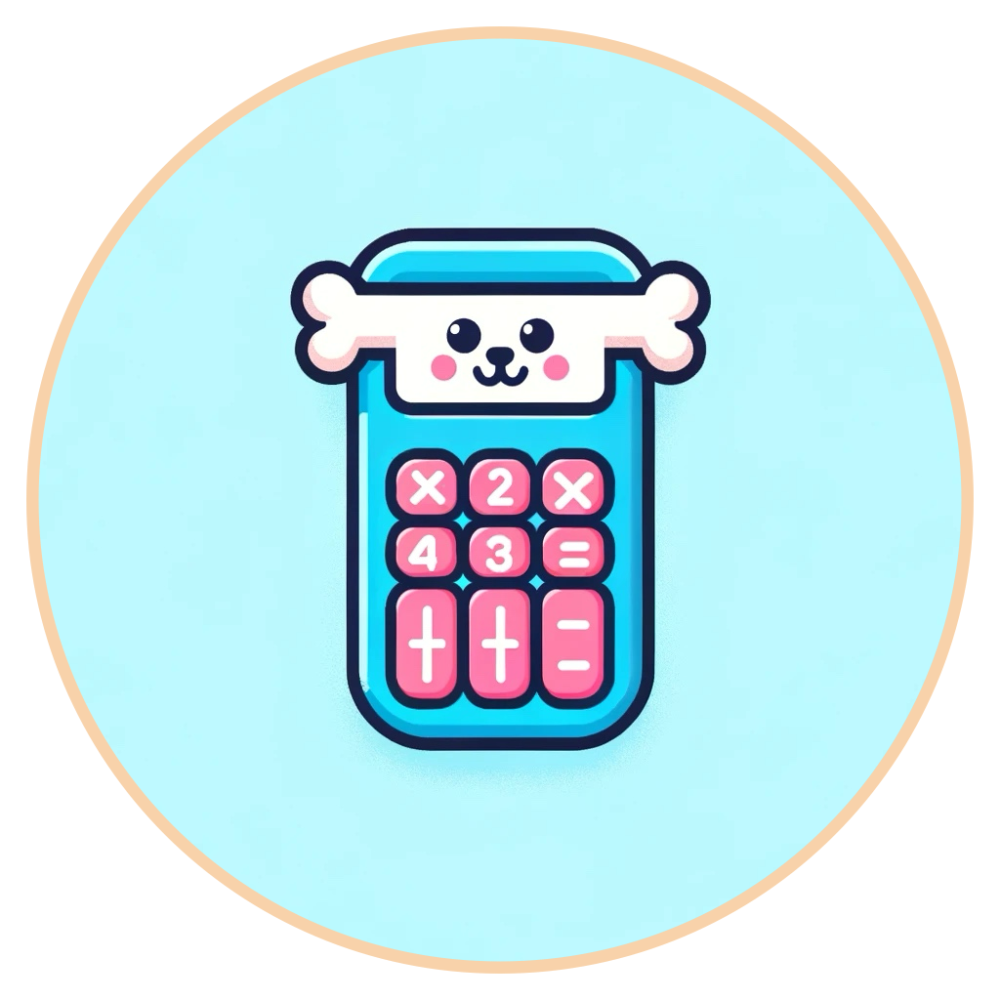 × 2 ×
4 3 =
+ + =